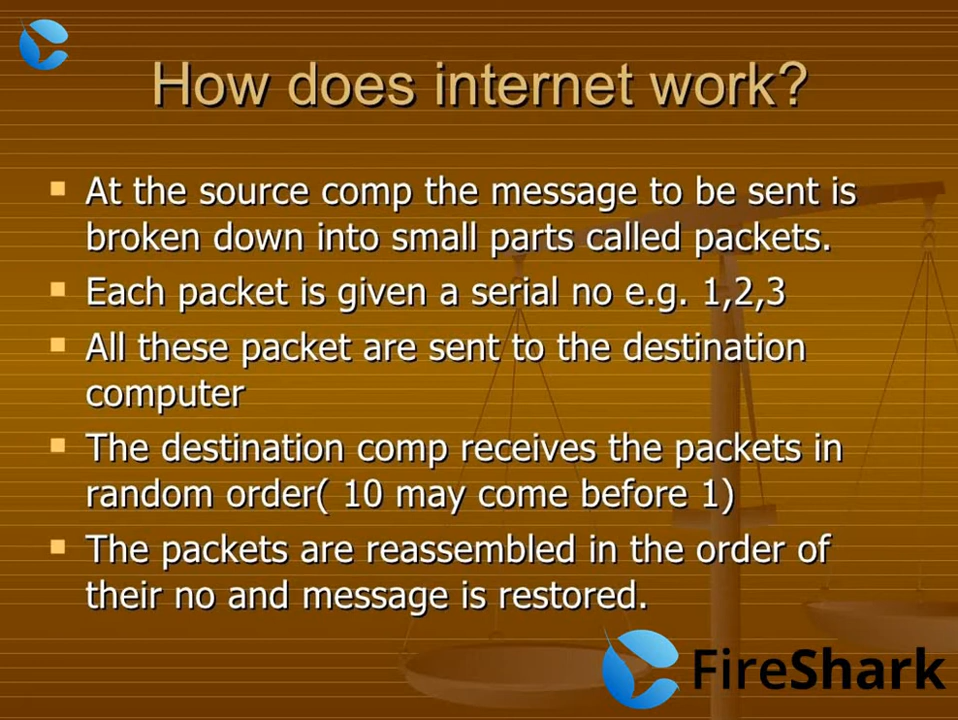 How does internet work?
At the source comp the message to be sent is
broken down into small parts called packets.
Each packet is given a serial no e.g. 1,2,3
All these packet are sent to the destination
computer
The destination comp receives the packets in
random order( 10 may come before 1)
The packets are reassembled in the order of
their no and message is restored.
FireShark